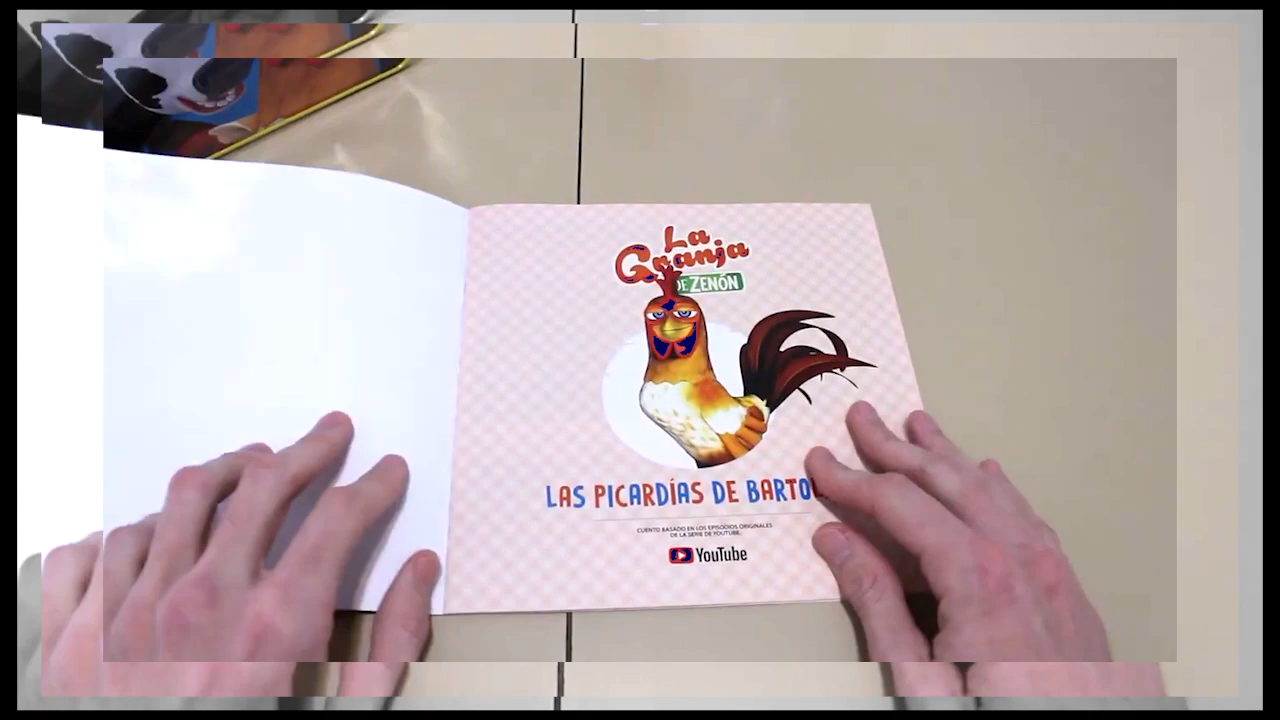 La
Granja
DE ZENÓN
LAS PICARDÍAS DE
CUENTO BASADO EN LOS EPISODIOS ORIGINALES
DE LA SERIE DE YOUTUBE.
YouTube